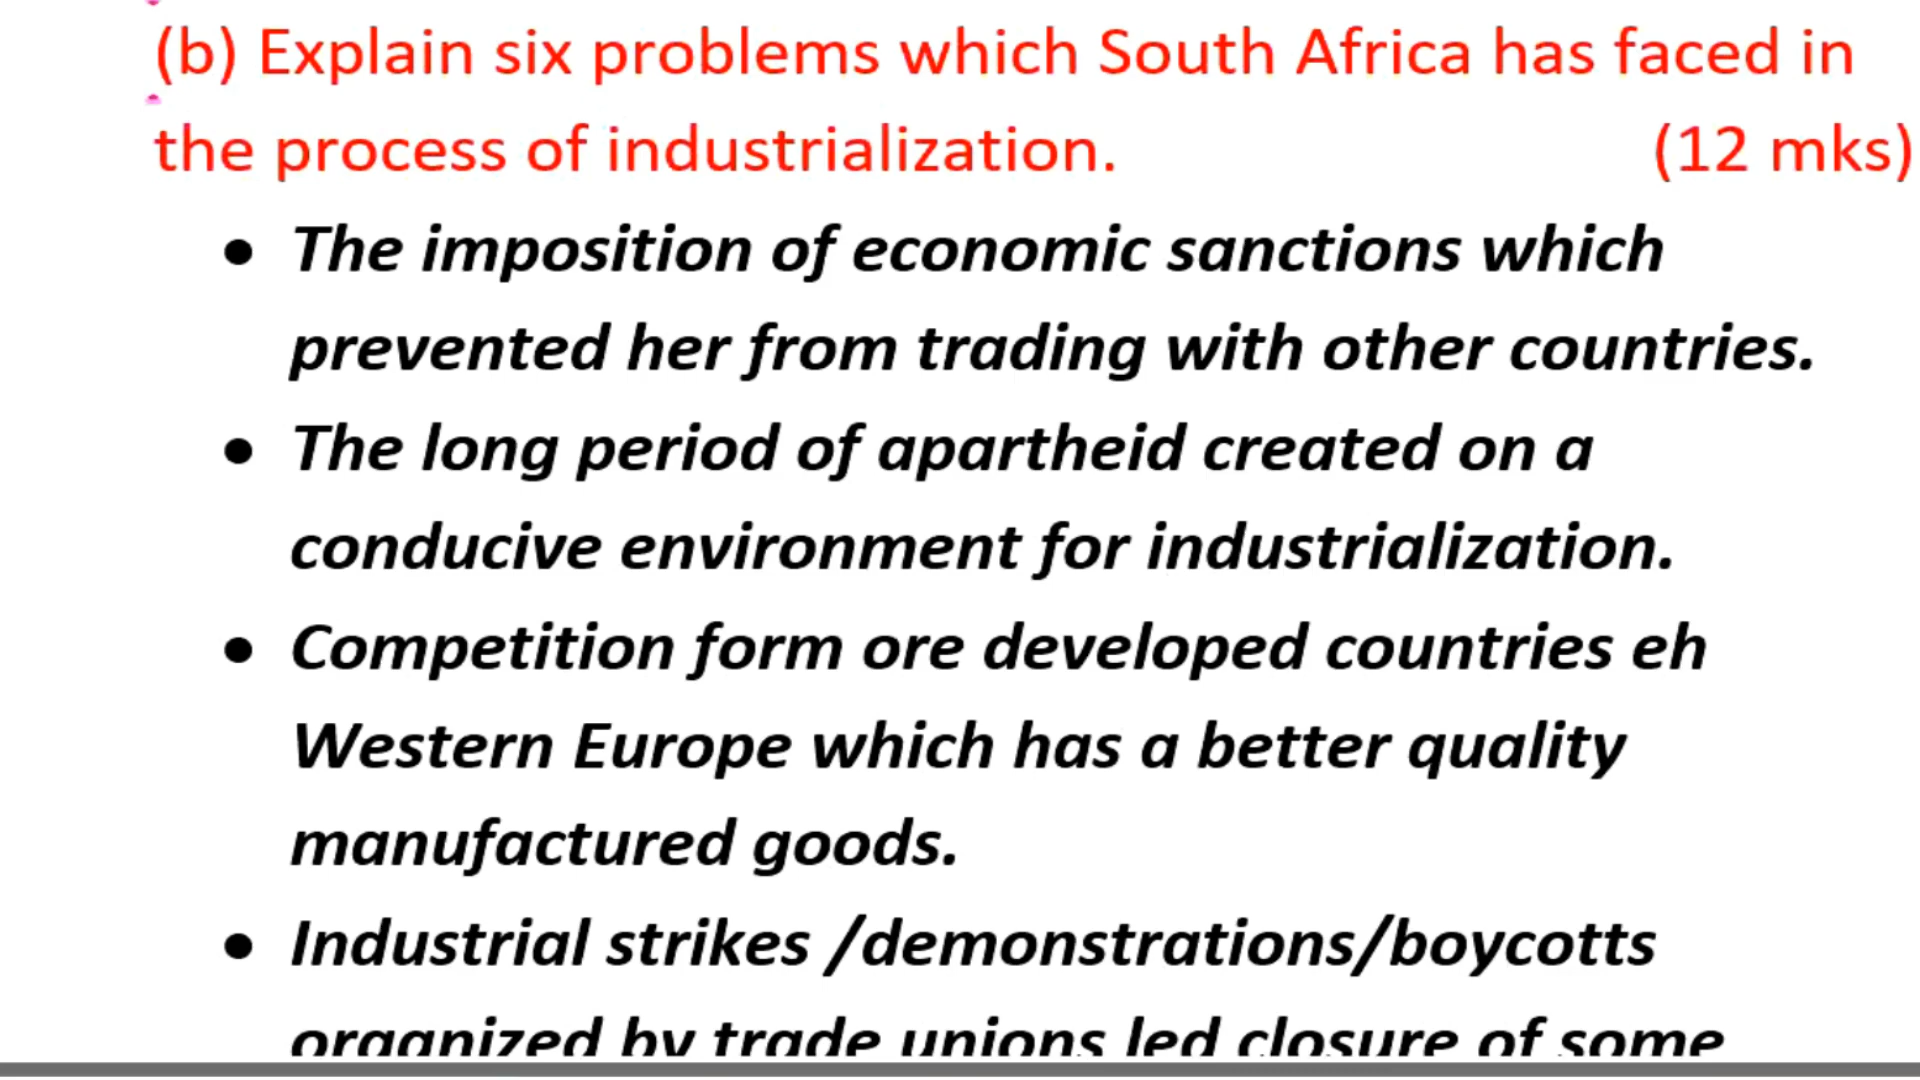 (b) Explain six problems which South Africa has faced in
the process of industrialization. (12 mks)
• The imposition of economic sanctions which
prevented her from trading with other countries.
• The long period of apartheid created on a
conducive environment for industrialization.
• Competition form ore developed countries eh
Western Europe which has a better quality
manufactured goods.
• Industrial strikes /demonstrations/boycotts
organized by trade unions led closure of some